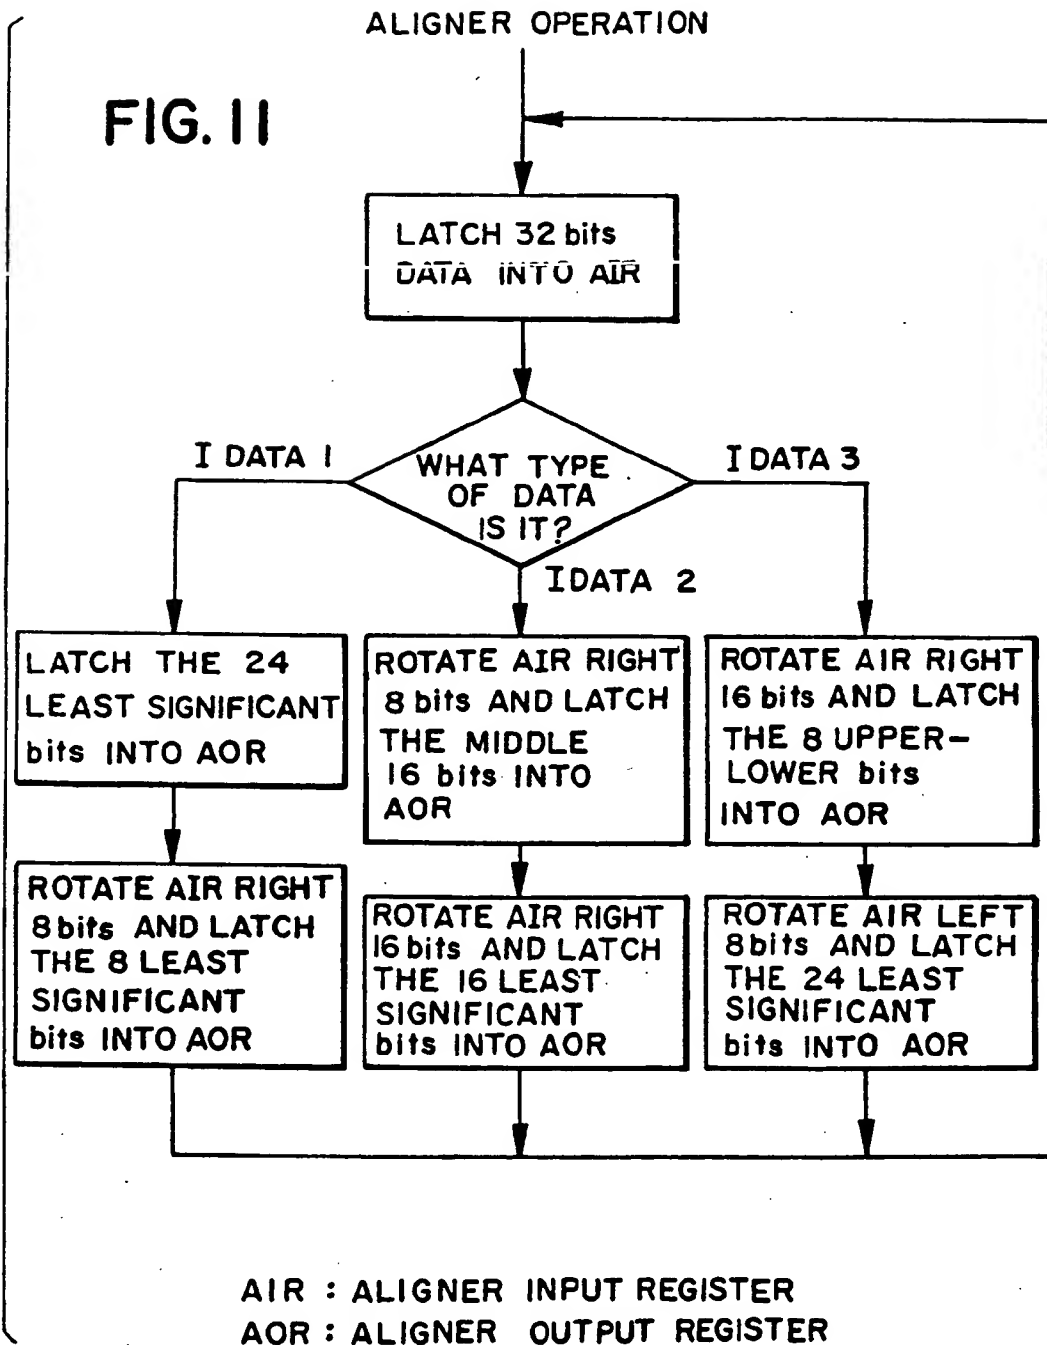 ALIGNER OPERATION
FIG. 11
LATCH 32 bits
DATA INTO AIR
I DATA 1
WHAT TYPE
OF DATA
IS IT?
I DATA 3
I DATA 2
LATCH THE 24
LEAST SIGNIFICANT
bits INTO AOR
ROTATE AIR RIGHT
8 bits AND LATCH
THE MIDDLE
16 bits INTO
AOR
ROTATE AIR RIGHT
16 bits AND LATCH
THE 8 UPPER-
LOWER bits
INTO AOR
ROTATE AIR RIGHT
8 bits AND LATCH
THE 8 LEAST
SIGNIFICANT
bits INTO AOR
ROTATE AIR RIGHT
16 bits AND LATCH
THE 16 LEAST
SIGNIFICANT
bits INTO AOR
ROTATE AIR LEFT
8 bits AND LATCH
THE 24 LEAST
SIGNIFICANT
bits INTO AOR
AIR : ALIGNER INPUT REGISTER
AOR : ALIGNER OUTPUT REGISTER